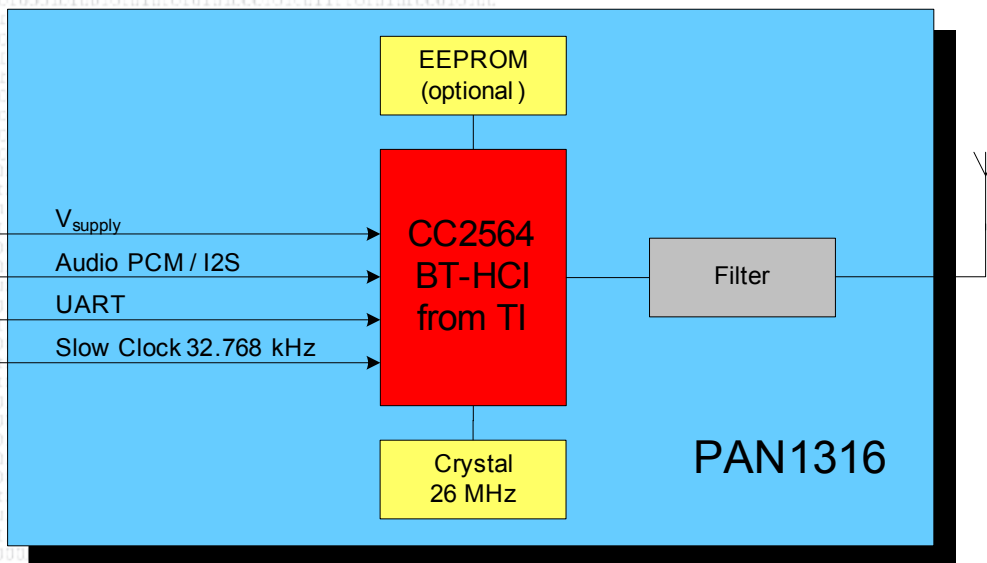 EEPROM
(optional )
Vsupply
Audio PCM / I2S
UART
Slow Clock 32.768 kHz
CC2564
BT-HCI
from TI
Filter
Crystal
26 MHz
PAN1316